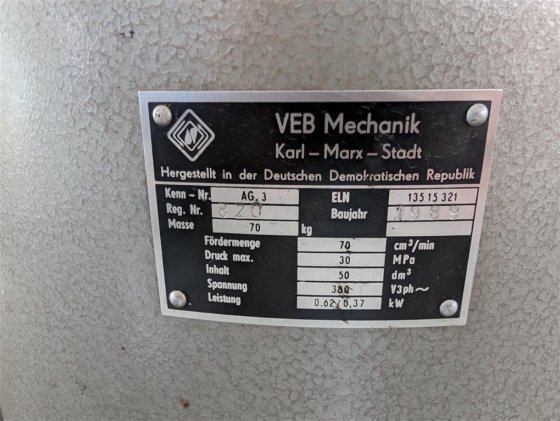 VEB Mechanik
Karl – Marx – Stadt
Hergestellt in der Deutschen Demokratischen Republik
Kenn – Nr. AG. 3 ELN 135 15 321
Reg. Nr. 820 Baujahr 1989
Masse 70 kg
Fördermenge 70 cm³/min
Druck max. 30 MPa
Inhalt 50 dm³
Spannung 380 V3ph~
Leistung 0,62/0,37 kW